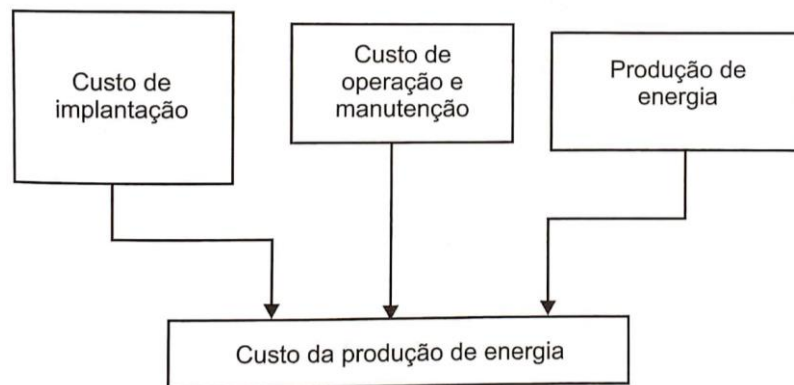 Custo de
implantação
Custo de
operação e
manutenção
Produção de
energia
Custo da produção de energia